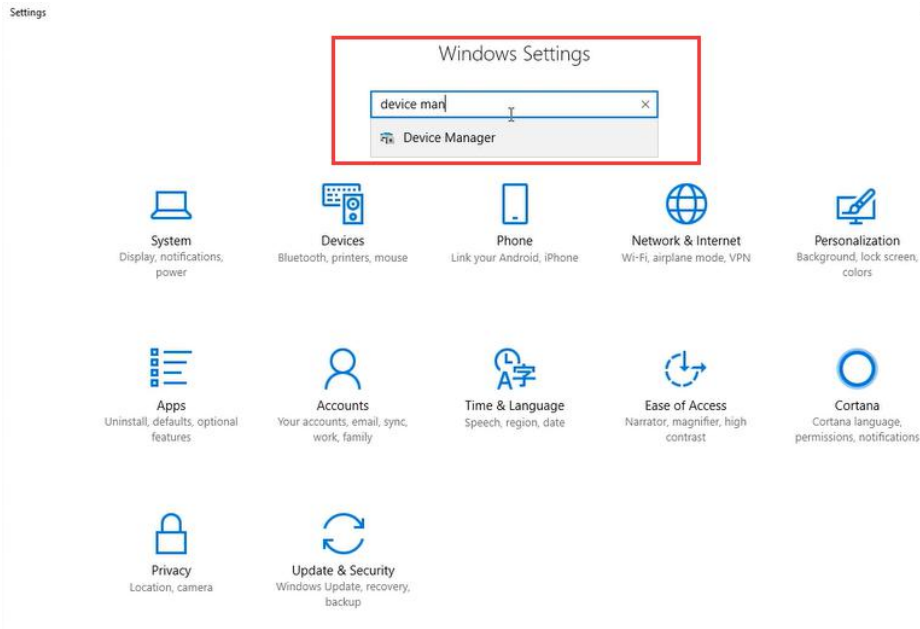 Settings
Windows Settings
device man
Device Manager
System
Display, notifications,
power
Devices
Bluetooth, printers, mouse
Phone
Link your Android, iPhone
Network & Internet
Wi-Fi, airplane mode, VPN
Personalization
Background, lock screen,
colors
Apps
Uninstall, defaults, optional
features
Accounts
Your accounts, email, sync,
work, family
Time & Language
Speech, region, date
Ease of Access
Narrator, magnifier, high
contrast
Cortana
Cortana language,
permissions, notifications
Privacy
Location, camera
Update & Security
Windows Update, recovery,
backup